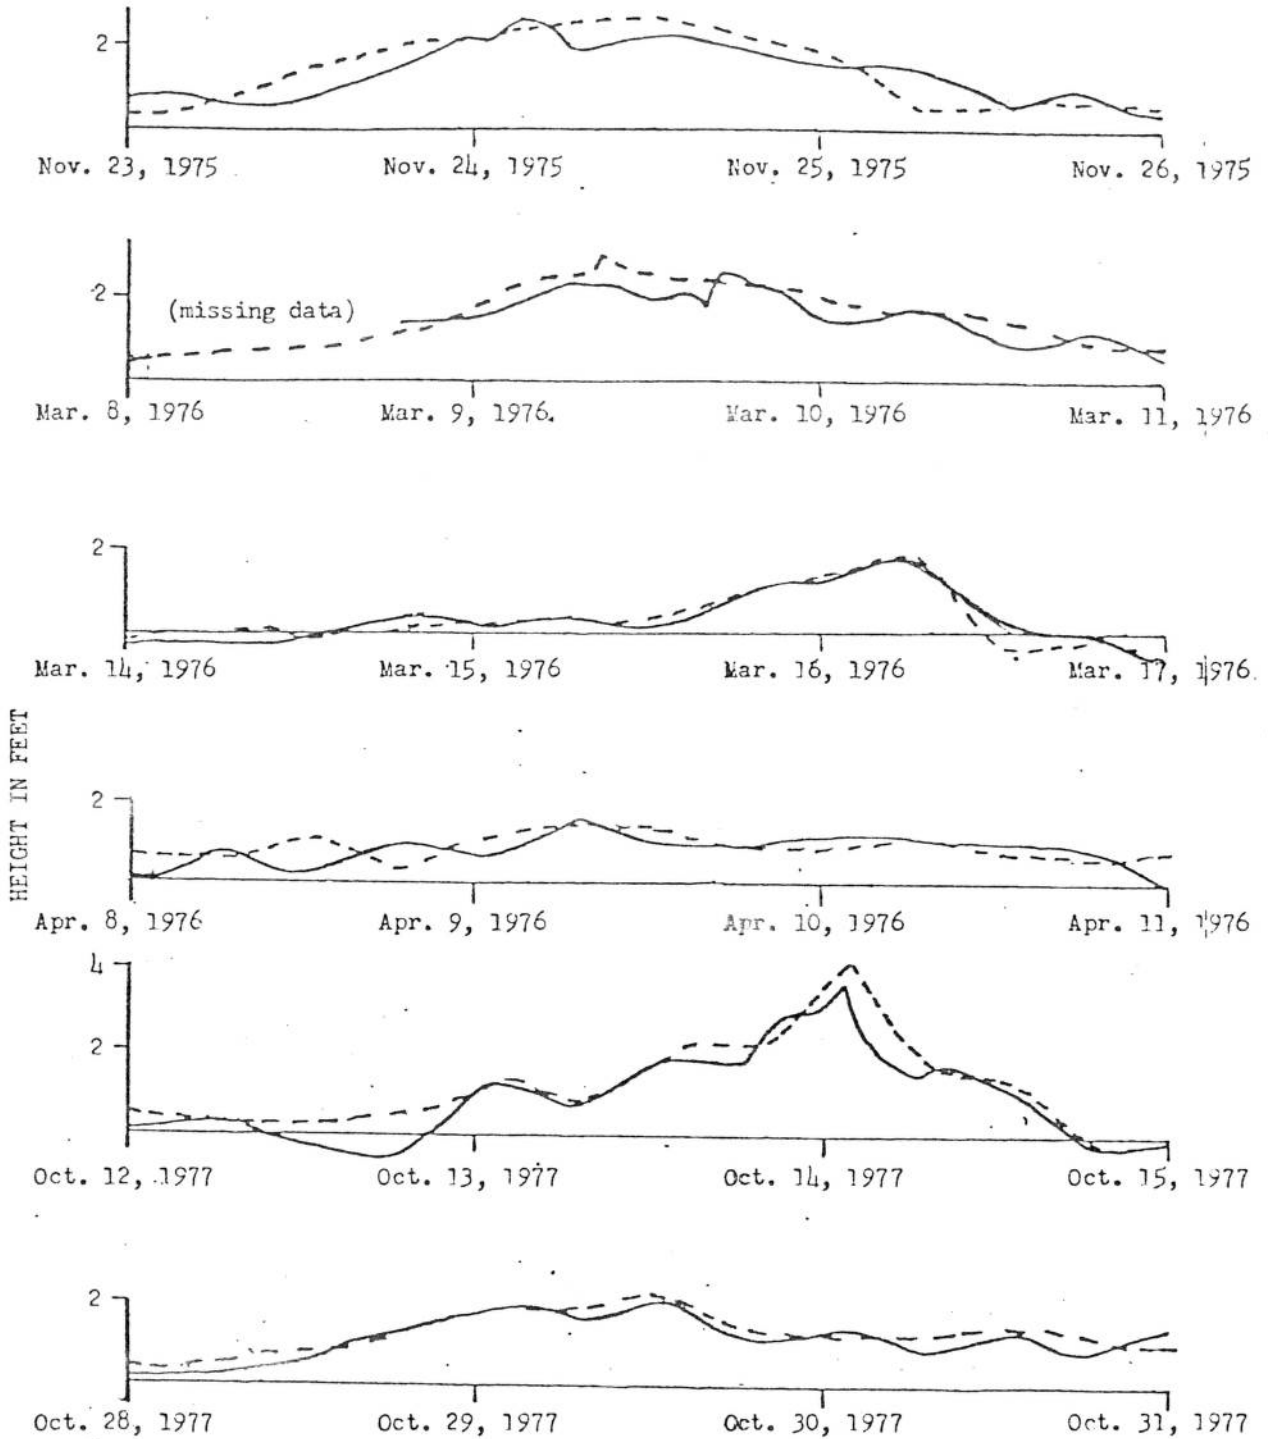 2
Nov. 23, 1975 Nov. 24, 1975 Nov. 25, 1975 Nov. 26, 1975
2
(missing data)
Mar. 8, 1976 Mar. 9, 1976. Mar. 10, 1976 Mar. 11, 1976
2
Mar. 14, 1976 Mar. 15, 1976 Mar. 16, 1976 Mar. 17, 1976
HEIGHT IN FEET
2
Apr. 8, 1976 Apr. 9, 1976 Apr. 10, 1976 Apr. 11, 1976
4
2
Oct. 12, 1977 Oct. 13, 1977 Oct. 14, 1977 Oct. 15, 1977
2
Oct. 28, 1977 Oct. 29, 1977 Oct. 30, 1977 Oct. 31, 1977